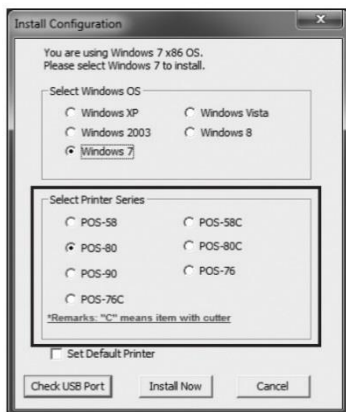 Install Configuration
x
You are using Windows 7 x86 OS.
Please select Windows 7 to install.
Select Windows OS
Windows XP Windows Vista
Windows 2003 Windows 8
Windows 7
Select Printer Series
POS-58 POS-58C
POS-80 POS-80C
POS-90 POS-76
POS-76C
*Remarks: "C" means item with cutter
Set Default Printer
Check USB Port Install Now Cancel